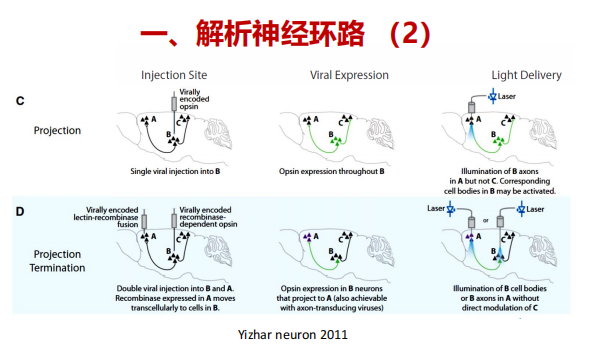 一、解析神经环路 （2）
Injection Site
Viral Expression
Light Delivery
C
Projection
Virally
encoded
opsin
A
C
B
Single viral injection into B
A
C
B
Opsin expression throughout B
Laser
A
C
B
Illumination of B axons
in A but not C. Corresponding
cell bodies in B may be activated.
D
Projection
Termination
Virally encoded
lectin-recombinase
fusion
Virally encoded
recombinase-
dependent opsin
A
C
B
Double viral injection into B and A.
Recombinase expressed in A moves
transcellularly to cells in B.
A
C
B
Opsin expression in B neurons
that project to A (also achievable
with axon-transducing viruses)
Laser
or
Laser
A
C
B
Illumination of B cell bodies
or B axons in A without
direct modulation of C
Yizhar neuron 2011